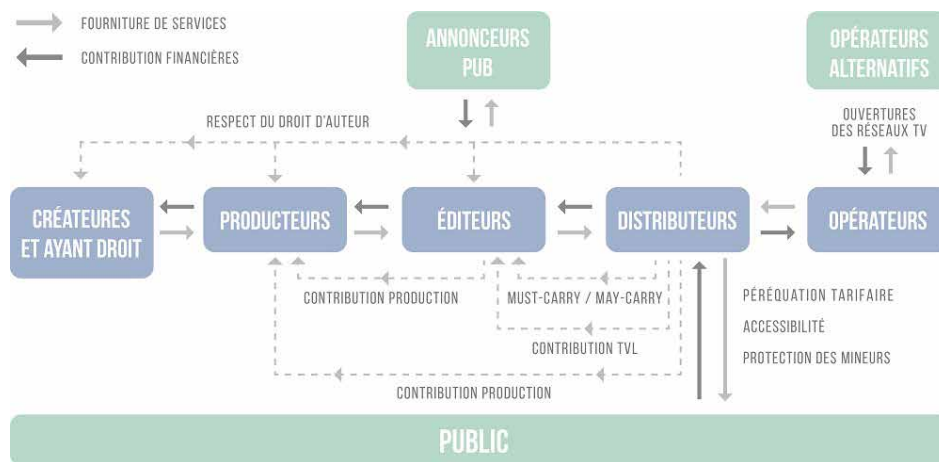 FOURNITURE DE SERVICES
CONTRIBUTION FINANCIÈRES
ANNONCEURS
PUB
OPÉRATEURS
ALTERNATIFS
RESPECT DU DROIT D'AUTEUR
OUVERTURES
DES RÉSEAUX TV
CRÉATEURES
ET AYANT DROIT
PRODUCTEURS
ÉDITEURS
DISTRIBUTEURS
OPÉRATEURS
CONTRIBUTION PRODUCTION
MUST-CARRY / MAY-CARRY
CONTRIBUTION TVL
CONTRIBUTION PRODUCTION
PÉRÉQUATION TARIFAIRE
ACCESSIBILITÉ
PROTECTION DES MINEURS
PUBLIC